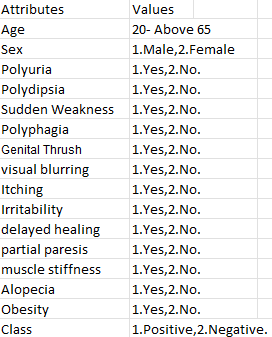 Attributes Values
Age 20- Above 65
Sex 1.Male,2.Female
Polyuria 1.Yes,2.No.
Polydipsia 1.Yes,2.No.
Sudden Weakness 1.Yes,2.No.
Polyphagia 1.Yes,2.No.
Genital Thrush 1.Yes,2.No.
visual blurring 1.Yes,2.No.
Itching 1.Yes,2.No.
Irritability 1.Yes,2.No.
delayed healing 1.Yes,2.No.
partial paresis 1.Yes,2.No.
muscle stiffness 1.Yes,2.No.
Alopecia 1.Yes,2.No.
Obesity 1.Yes,2.No.
Class 1.Positive,2.Negative.